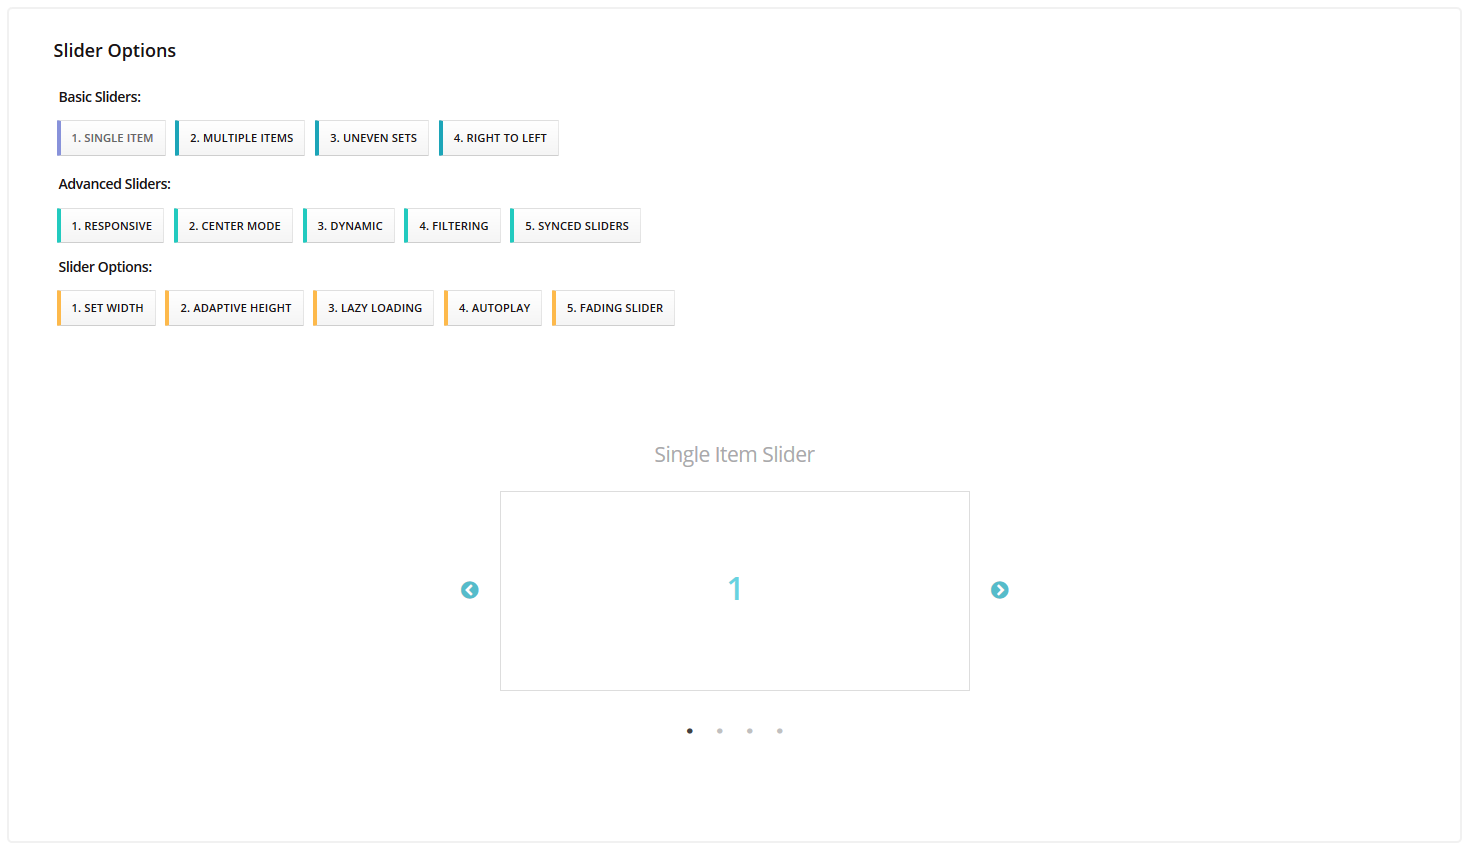 Slider Options
Basic Sliders:
1. SINGLE ITEM 2. MULTIPLE ITEMS 3. UNEVEN SETS 4. RIGHT TO LEFT
Advanced Sliders:
1. RESPONSIVE 2. CENTER MODE 3. DYNAMIC 4. FILTERING 5. SYNCED SLIDERS
Slider Options:
1. SET WIDTH 2. ADAPTIVE HEIGHT 3. LAZY LOADING 4. AUTOPLAY 5. FADING SLIDER
Single Item Slider
1